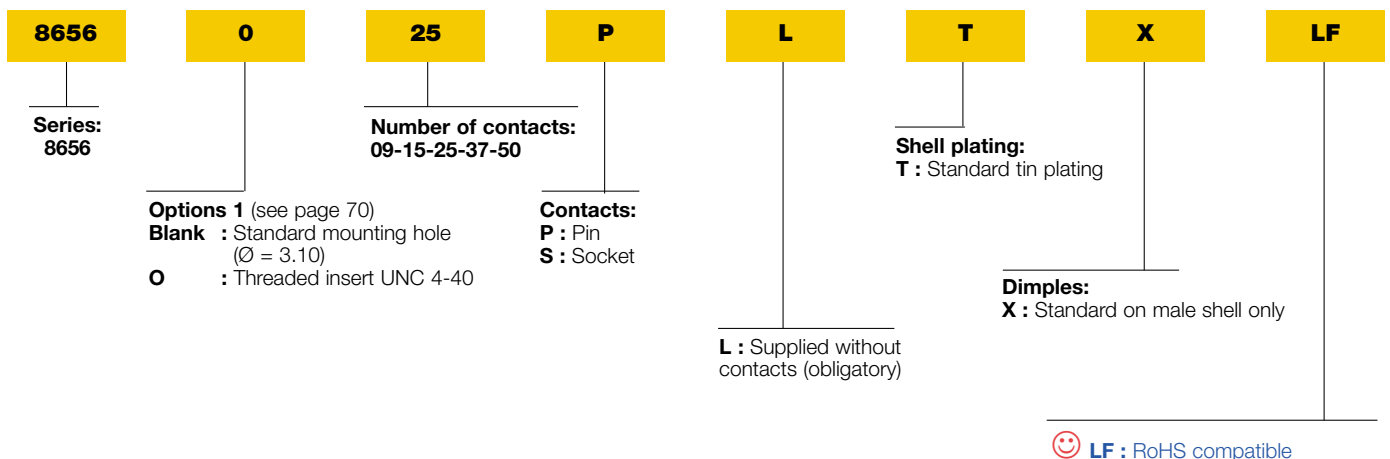 8656 0 25 P L T X LF
Series:
8656
Number of contacts:
09-15-25-37-50
Shell plating:
T : Standard tin plating
Options 1 (see page 70)
Blank : Standard mounting hole
(Ø = 3.10)
O : Threaded insert UNC 4-40
Contacts:
P : Pin
S : Socket
Dimples:
X : Standard on male shell only
L : Supplied without
contacts (obligatory)
LF : RoHS compatible